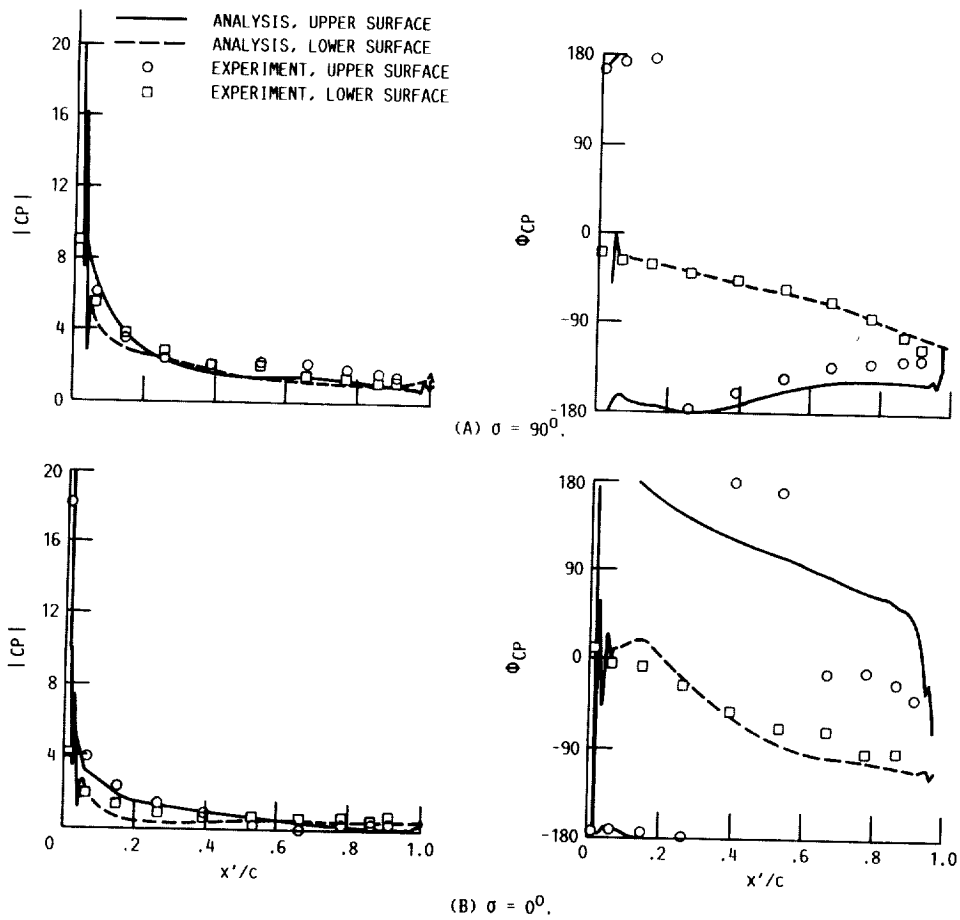 ANALYSIS, UPPER SURFACE
ANALYSIS, LOWER SURFACE
EXPERIMENT, UPPER SURFACE
EXPERIMENT, LOWER SURFACE
20
16
12
8
4
0
|CP|
180
90
0
-90
-180
ΦCP
(A) σ = 90⁰.
20
16
12
8
4
0
|CP|
.2
.4
.6
.8
1.0
x'/c
180
90
0
-90
-180
ΦCP
0
.2
.4
.6
.8
1.0
x'/c
(B) σ = 0⁰.